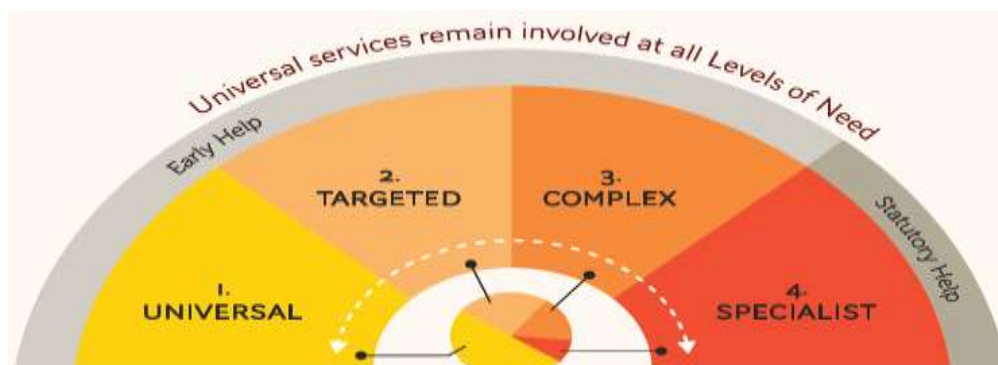 Universal services remain involved at all Levels of Need
Early Help
2.
TARGETED
3.
COMPLEX
Statutory Help
1.
UNIVERSAL
4.
SPECIALIST